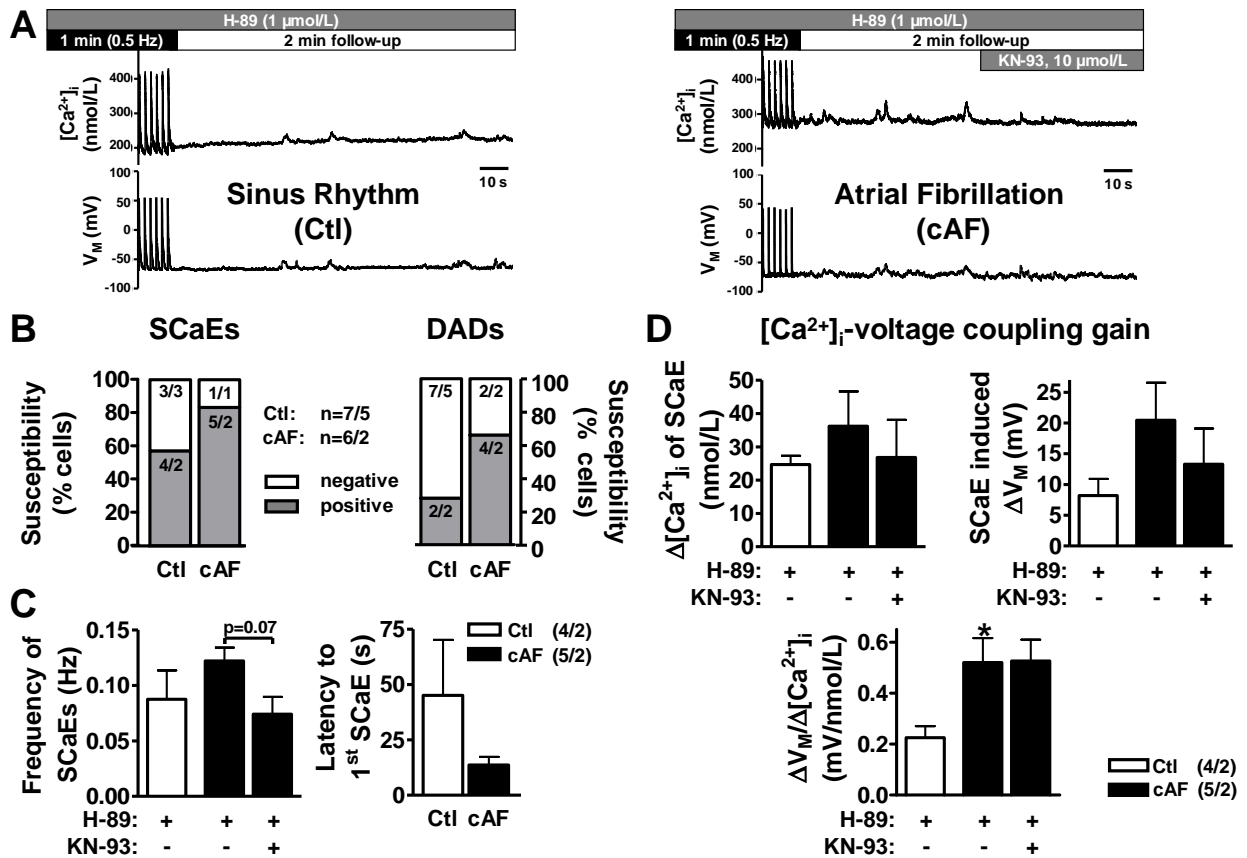 A
H-89 (1 µmol/L)
1 min (0.5 Hz)
2 min follow-up
[Ca²⁺]i
(nmol/L)
400
300
200
10 s
VM (mV)
100
50
0
-50
-100
Sinus Rhythm
(Ctl)
H-89 (1 µmol/L)
1 min (0.5 Hz)
2 min follow-up
KN-93, 10 µmol/L
[Ca²⁺]i
(nmol/L)
400
300
200
10 s
VM (mV)
100
50
0
-50
-100
Atrial Fibrillation
(cAF)
B
SCaEs
Susceptibility
(% cells)
100
80
60
40
20
0
3/3
1/1
4/2
5/2
Ctl cAF
Ctl: n=7/5
cAF: n=6/2
negative
positive
DADs
7/5
2/2
2/2
4/2
Ctl cAF
100
80
60
40
20
0
Susceptibility
(% cells)
C
Frequency of
SCaEs (Hz)
0.15
0.10
0.05
0.00
p=0.07
H-89: + + +
KN-93: - - +
Latency to
1st SCaE (s)
75
50
25
0
Ctl (4/2)
cAF (5/2)
Ctl cAF
D
[Ca²⁺]i-voltage coupling gain
Δ[Ca²⁺]i of SCaE
(nmol/L)
50
40
30
20
10
0
H-89: + + +
KN-93: - - +
SCaE induced
ΔVM (mV)
25
20
15
10
5
0
H-89: + + +
KN-93: - - +
ΔVM/Δ[Ca²⁺]i
(mV/nmol/L)
0.6
0.4
0.2
0.0
*
H-89: + + +
KN-93: - - +
Ctl (4/2)
cAF (5/2)